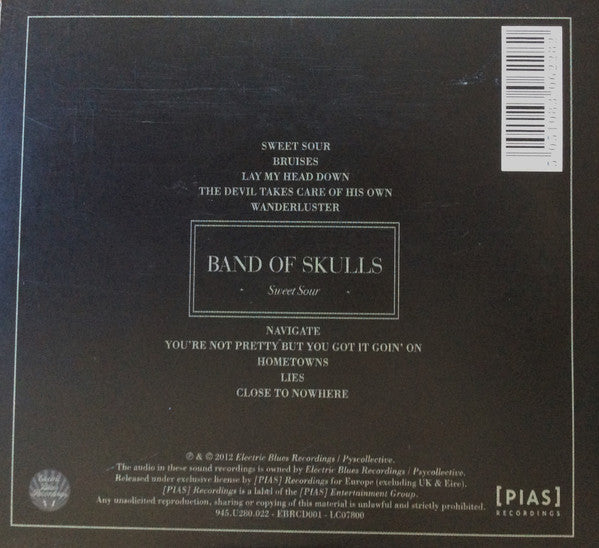 SWEET SOUR
BRUISES
LAY MY HEAD DOWN
THE DEVIL TAKES CARE OF HIS OWN
WANDERLUSTER
BAND OF SKULLS
Sweet Sour
NAVIGATE
YOU'RE NOT PRETTY BUT YOU GOT IT GOIN' ON
HOMETOWNS
LIES
CLOSE TO NOWHERE
℗ & © 2012 Electric Blues Recordings / Pyscollective.
The audio in these sound recordings is owned by Electric Blues Recordings / Psycollective.
Released under exclusive license by [PIAS] Recordings for Europe (excluding UK & Eire).
[PIAS] Recordings is a label of the [PIAS] Entertainment Group.
Any unsolicited reproduction, sharing or copying of this material is unlawful and strictly prohibited.
945.U280.022 - EBRCD001 - LC07800
Electric
Blues
Recordings
[PIAS]
RECORDINGS